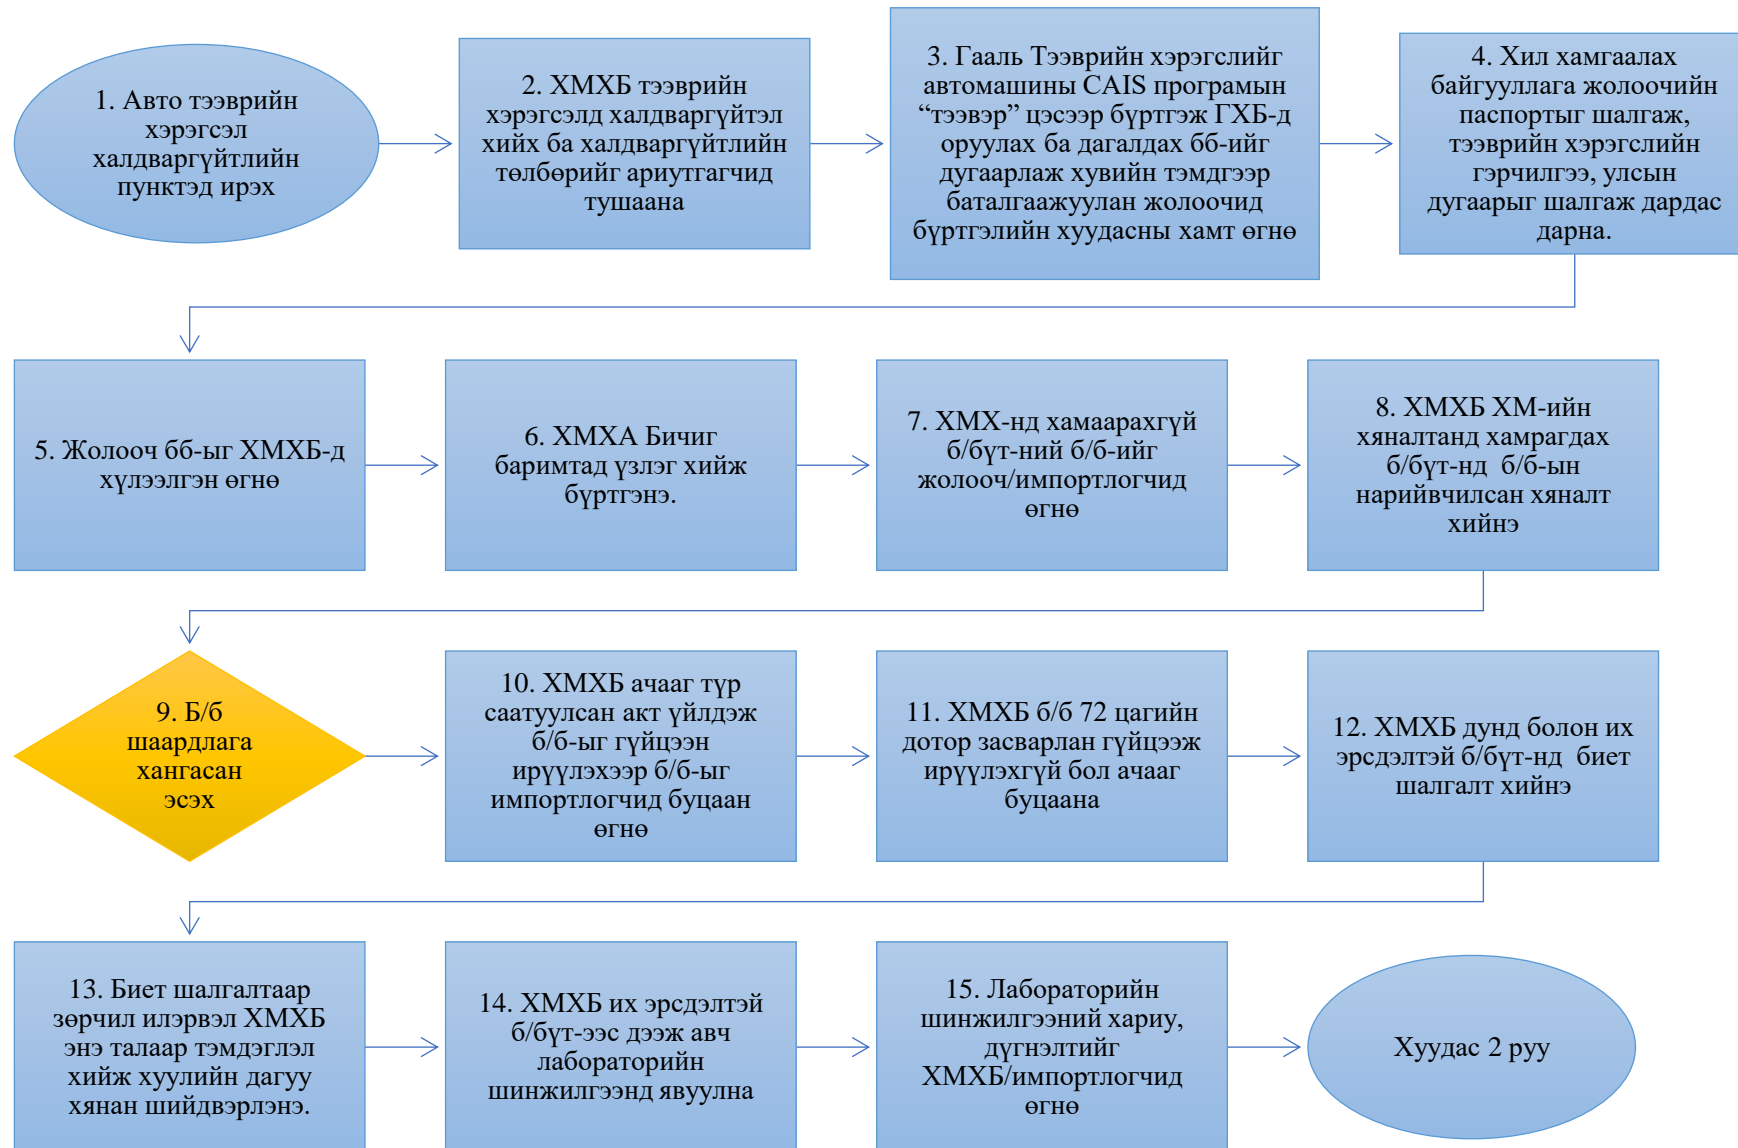 1. Авто тээврийн
хэрэгсэл
халдваргүйтлийн
пунктэд ирэх
2. ХМХБ тээврийн
хэрэгсэлд халдваргүйтэл
хийх ба халдваргүйтлийн
төлбөрийг ариутгагчид
тушаана
3. Гааль Тээврийн хэрэгслийг
автомашины CAIS програмын
“тээвэр” цэсээр бүртгэж ГХБ-д
оруулах ба дагалдах бб-ийг
дугаарлаж хувийн тэмдгээр
баталгаажуулан жолоочид
бүртгэлийн хуудасны хамт өгнө
4. Хил хамгаалах
байгууллага жолоочийн
паспортыг шалгаж,
тээврийн хэрэгслийн
гэрчилгээ, улсын
дугаарыг шалгаж дардас
дарна.
5. Жолооч бб-ыг ХМХБ-д
хүлээлгэн өгнө
6. ХМХА Бичиг
баримтад үзлэг хийж
бүртгэнэ.
7. ХМХ-нд хамаарахгүй
б/бүт-ний б/б-ийг
жолооч/импортлогчид
өгнө
8. ХМХБ ХМ-ийн
хяналтанд хамрагдах
б/бүт-нд б/б-ын
нарийвчилсан хяналт
хийнэ
9. Б/б
шаардлага
хангасан
эсэх
10. ХМХБ ачааг түр
саатуулсан акт үйлдэж
б/б-ыг гүйцээн
ирүүлэхээр б/б-ыг
импортлогчид буцаан
өгнө
11. ХМХБ б/б 72 цагийн
дотор засварлан гүйцээж
ирүүлэхгүй бол ачааг
буцаана
12. ХМХБ дунд болон их
эрсдэлтэй б/бүт-нд биет
шалгалт хийнэ
13. Биет шалгалтаар
зөрчил илэрвэл ХМХБ
энэ талаар тэмдэглэл
хийж хуулийн дагуу
хянан шийдвэрлэнэ.
14. ХМХБ их эрсдэлтэй
б/бүт-ээс дээж авч
лабораторийн
шинжилгээнд явуулна
15. Лабораторийн
шинжилгээний хариу,
дүгнэлтийг
ХМХБ/импортлогчид
өгнө
Хуудас 2 руу